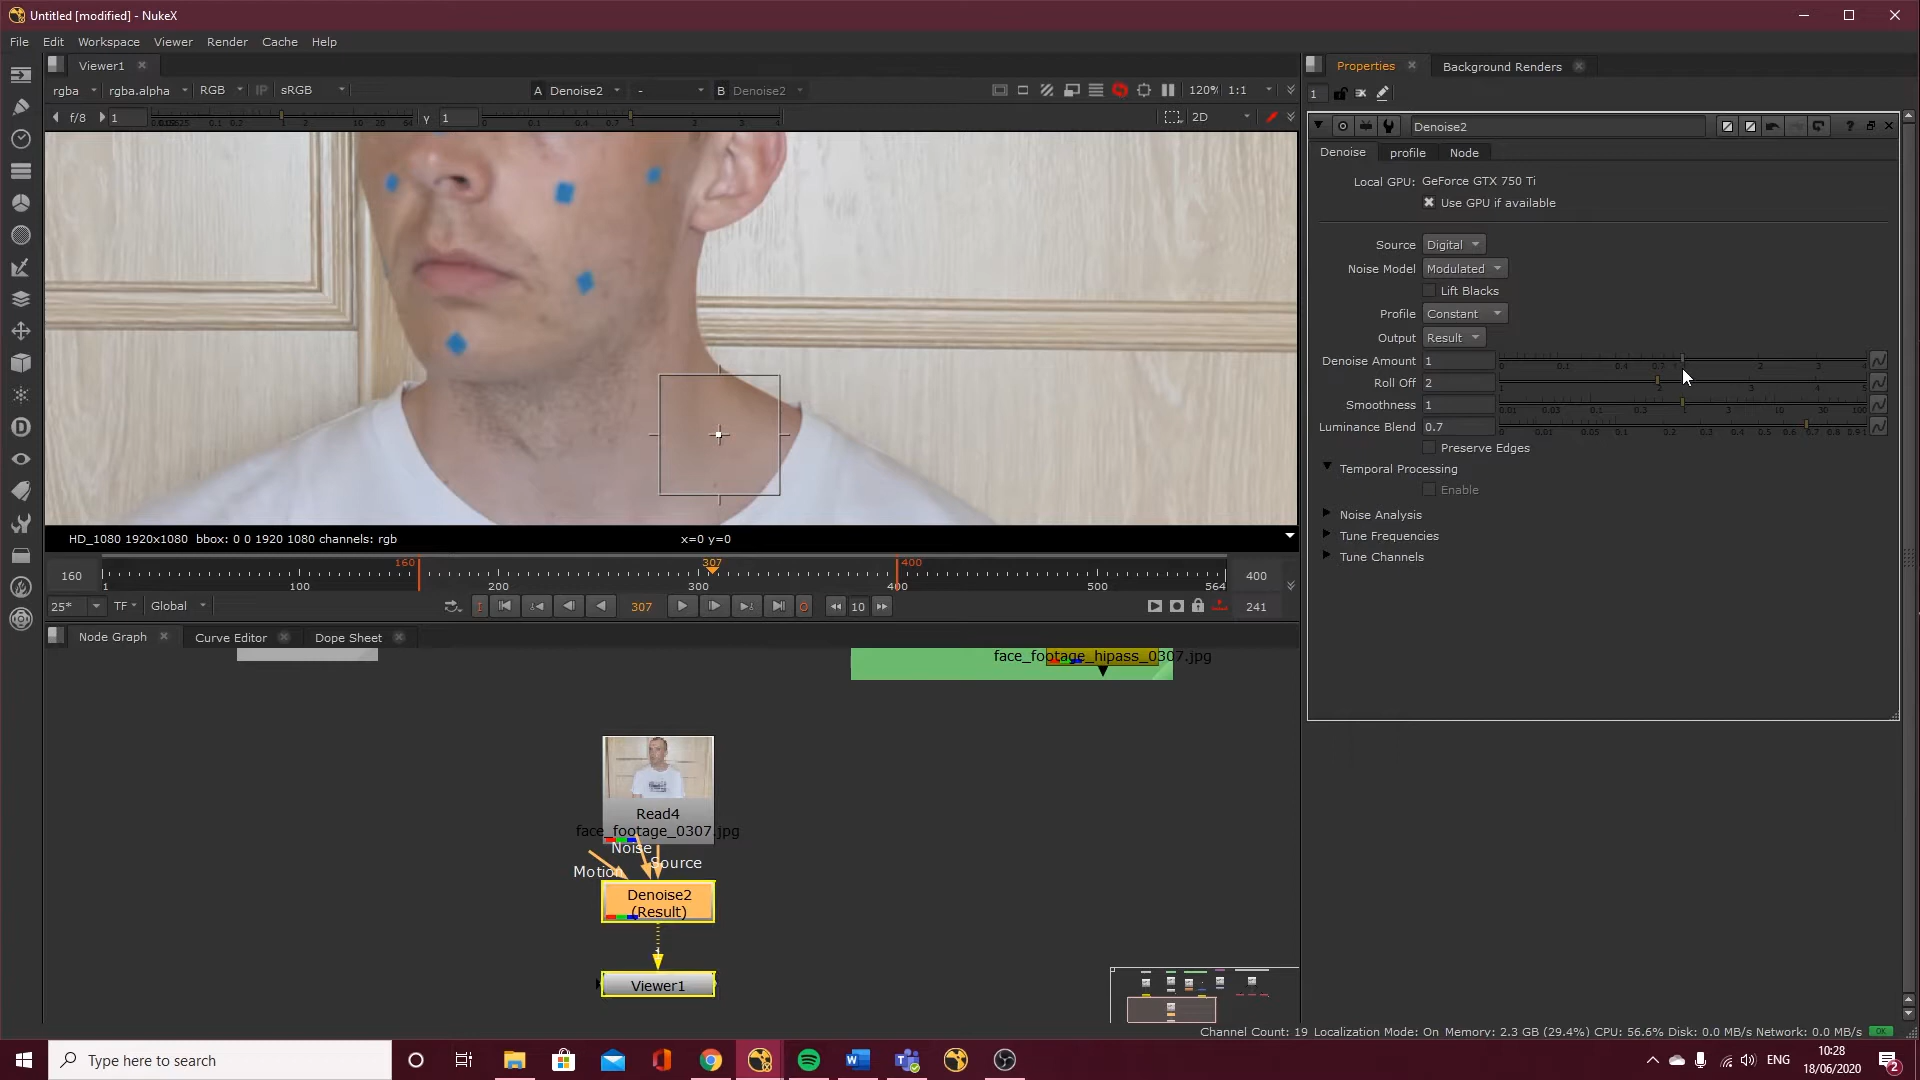 Untitled [modified] - NukeX
File Edit Workspace Viewer Render Cache Help
Viewer1
rgba rgba.alpha RGB IP sRGB A Denoise2 - B Denoise2 120% 1:1
f/8 1 Y 1 2D
HD_1080 1920x1080 bbox: 0 0 1920 1080 channels: rgb x=0 y=0
160 400 307
160 1 100 200 300 400 500 564 400
25* TF Global 307 10 241
Node Graph Curve Editor Dope Sheet
face_footage_hipass_0307.jpg
Read4
face_footage_0307.jpg
Noise
Source
Motion
Denoise2
(Result)
Viewer1
Properties Background Renders
1
Denoise2
Denoise profile Node
Local GPU: GeForce GTX 750 Ti
Use GPU if available
Source Digital
Noise Model Modulated
Lift Blacks
Profile Constant
Output Result
Denoise Amount 1
Roll Off 2
Smoothness 1
Luminance Blend 0.7
Preserve Edges
Temporal Processing
Enable
Noise Analysis
Tune Frequencies
Tune Channels
Channel Count: 19 Localization Mode: On Memory: 2.3 GB (29.4%) CPU: 56.6% Disk: 0.0 MB/s Network: 0.0 MB/s OK
Type here to search
ENG
10:28
18/06/2020
2